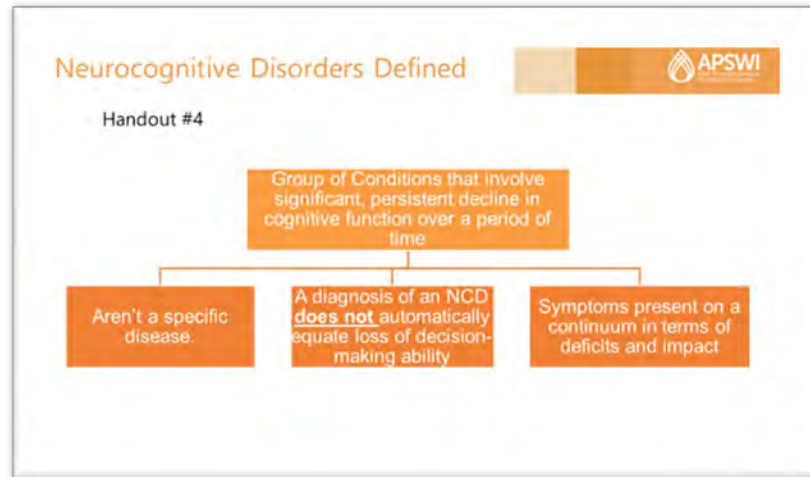 Neurocognitive Disorders Defined
APSWI
Handout #4
Group of Conditions that involve
significant, persistent decline in
cognitive function over a period of
time
Aren't a specific
disease.
A diagnosis of an NCD
does not automatically
equate loss of decision-
making ability
Symptoms present on a
continuum in terms of
deficits and impact